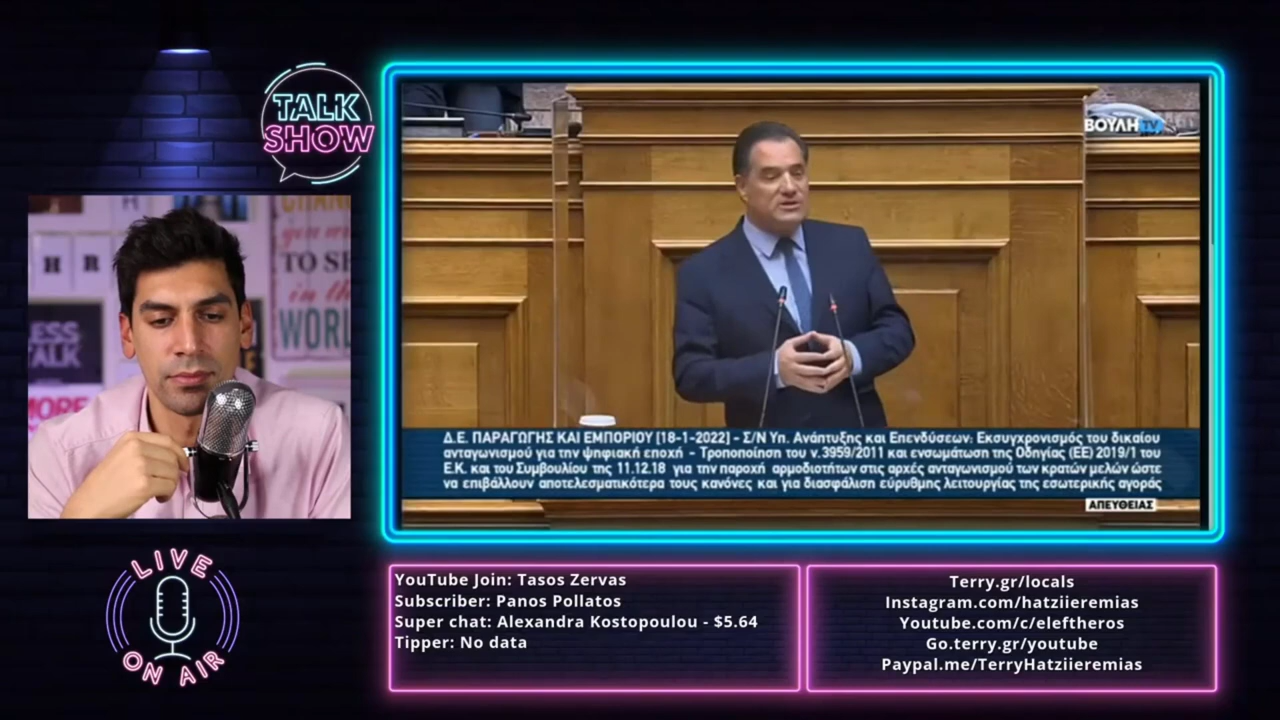 TALK
SHOW
ΒΟΥΛΗ TV
TO SE
in the
WORL
H R
ESS
TALK
MORE
Δ.Ε. ΠΑΡΑΓΩΓΗΣ ΚΑΙ ΕΜΠΟΡΙΟΥ [18-1-2022] - Σ/Ν Υπ. Ανάπτυξης και Επενδύσεων: Εκσυγχρονισμός του δικαίου
ανταγωνισμού για την ψηφιακή εποχή - Τροποποίηση του ν.3959/2011 και ενσωμάτωση της Οδηγίας (ΕΕ) 2019/1 του
Ε.Κ. και του Συμβουλίου της 11.12.18 για την παροχή αρμοδιοτήτων στις αρχές ανταγωνισμού των κρατών μελών ώστε
να επιβάλλουν αποτελεσματικότερα τους κανόνες και για διασφάλιση εύρυθμης λειτουργίας της εσωτερικής αγοράς
ΑΠΕΥΘΕΙΑΣ
LIVE
ON AIR
YouTube Join: Tasos Zervas
Subscriber: Panos Pollatos
Super chat: Alexandra Kostopoulou - $5.64
Tipper: No data
Terry.gr/locals
Instagram.com/hatziieremias
Youtube.com/c/eleftheros
Go.terry.gr/youtube
Paypal.me/TerryHatziieremias